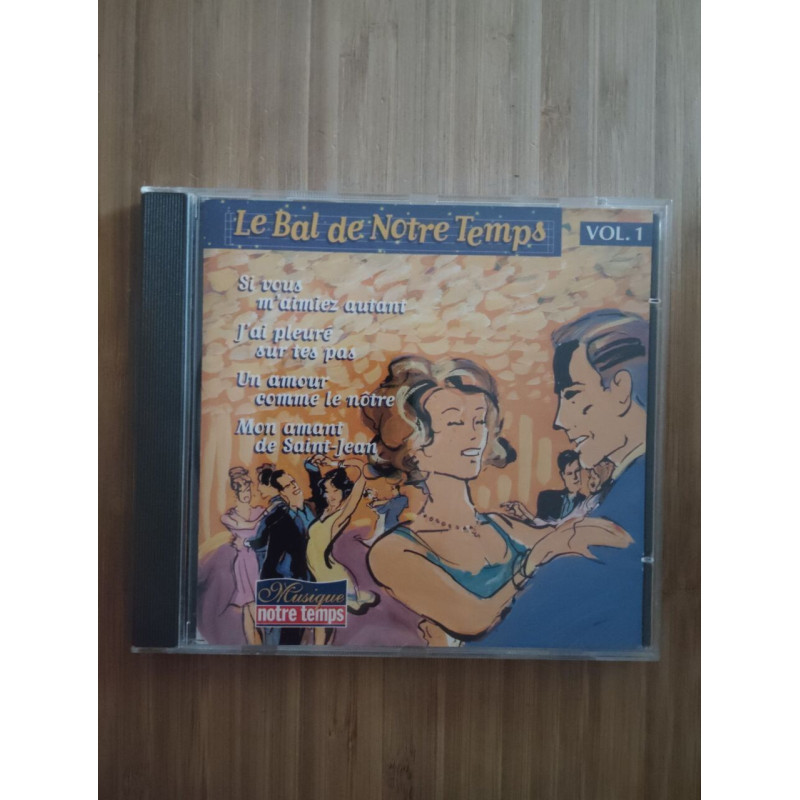 Le Bal de Notre Temps
VOL. 1
Si vous
m'aimiez autant
J'ai pleuré
sur tes pas
Un amour
comme le nôtre
Mon amant
de Saint-Jean
Musique
notre temps